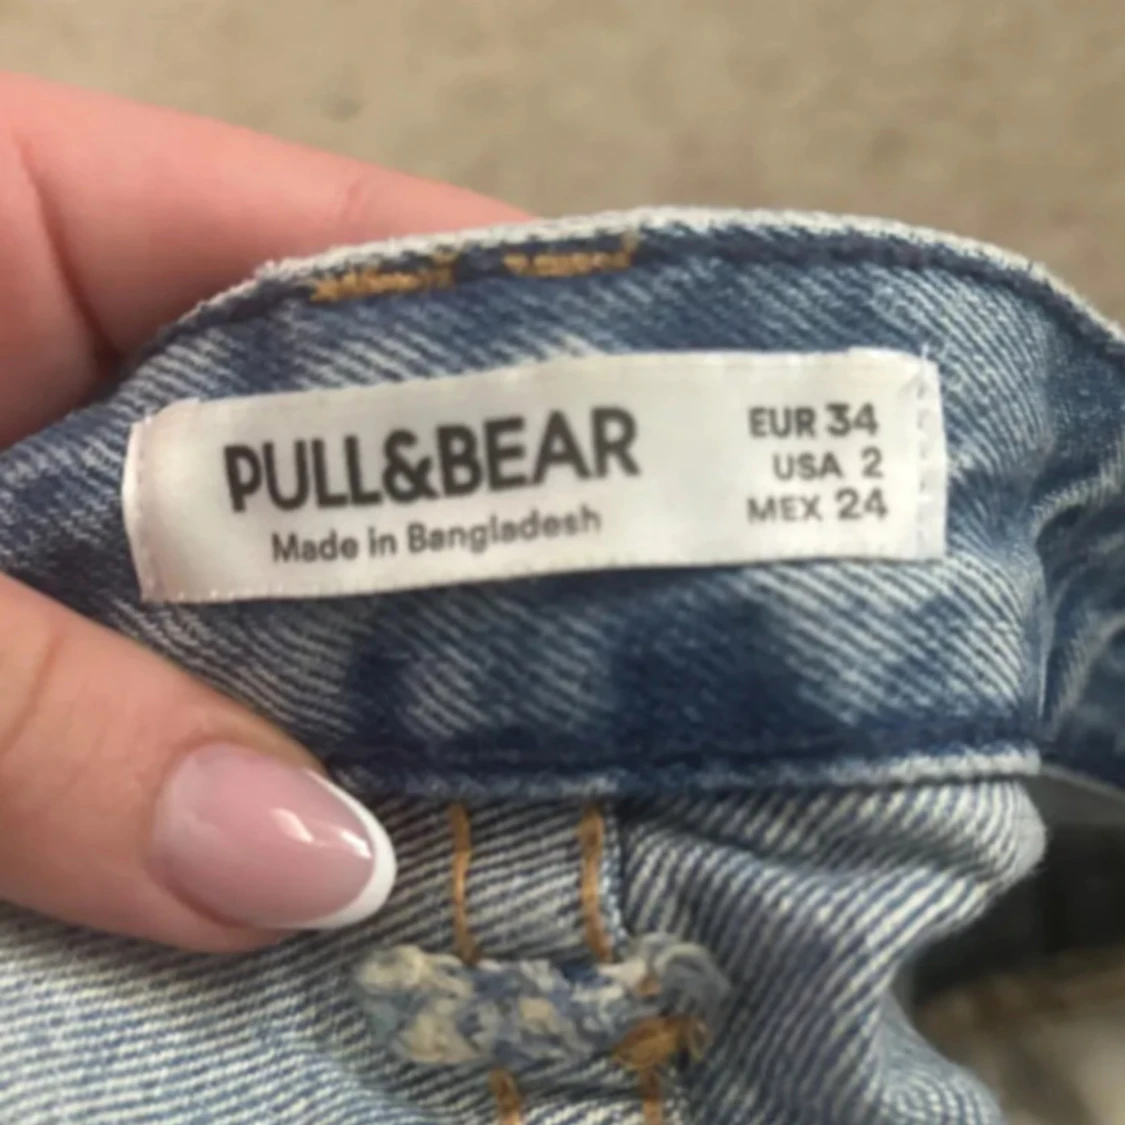 PULL&BEAR
Made in Bangladesh
EUR 34
USA 2
MEX 24